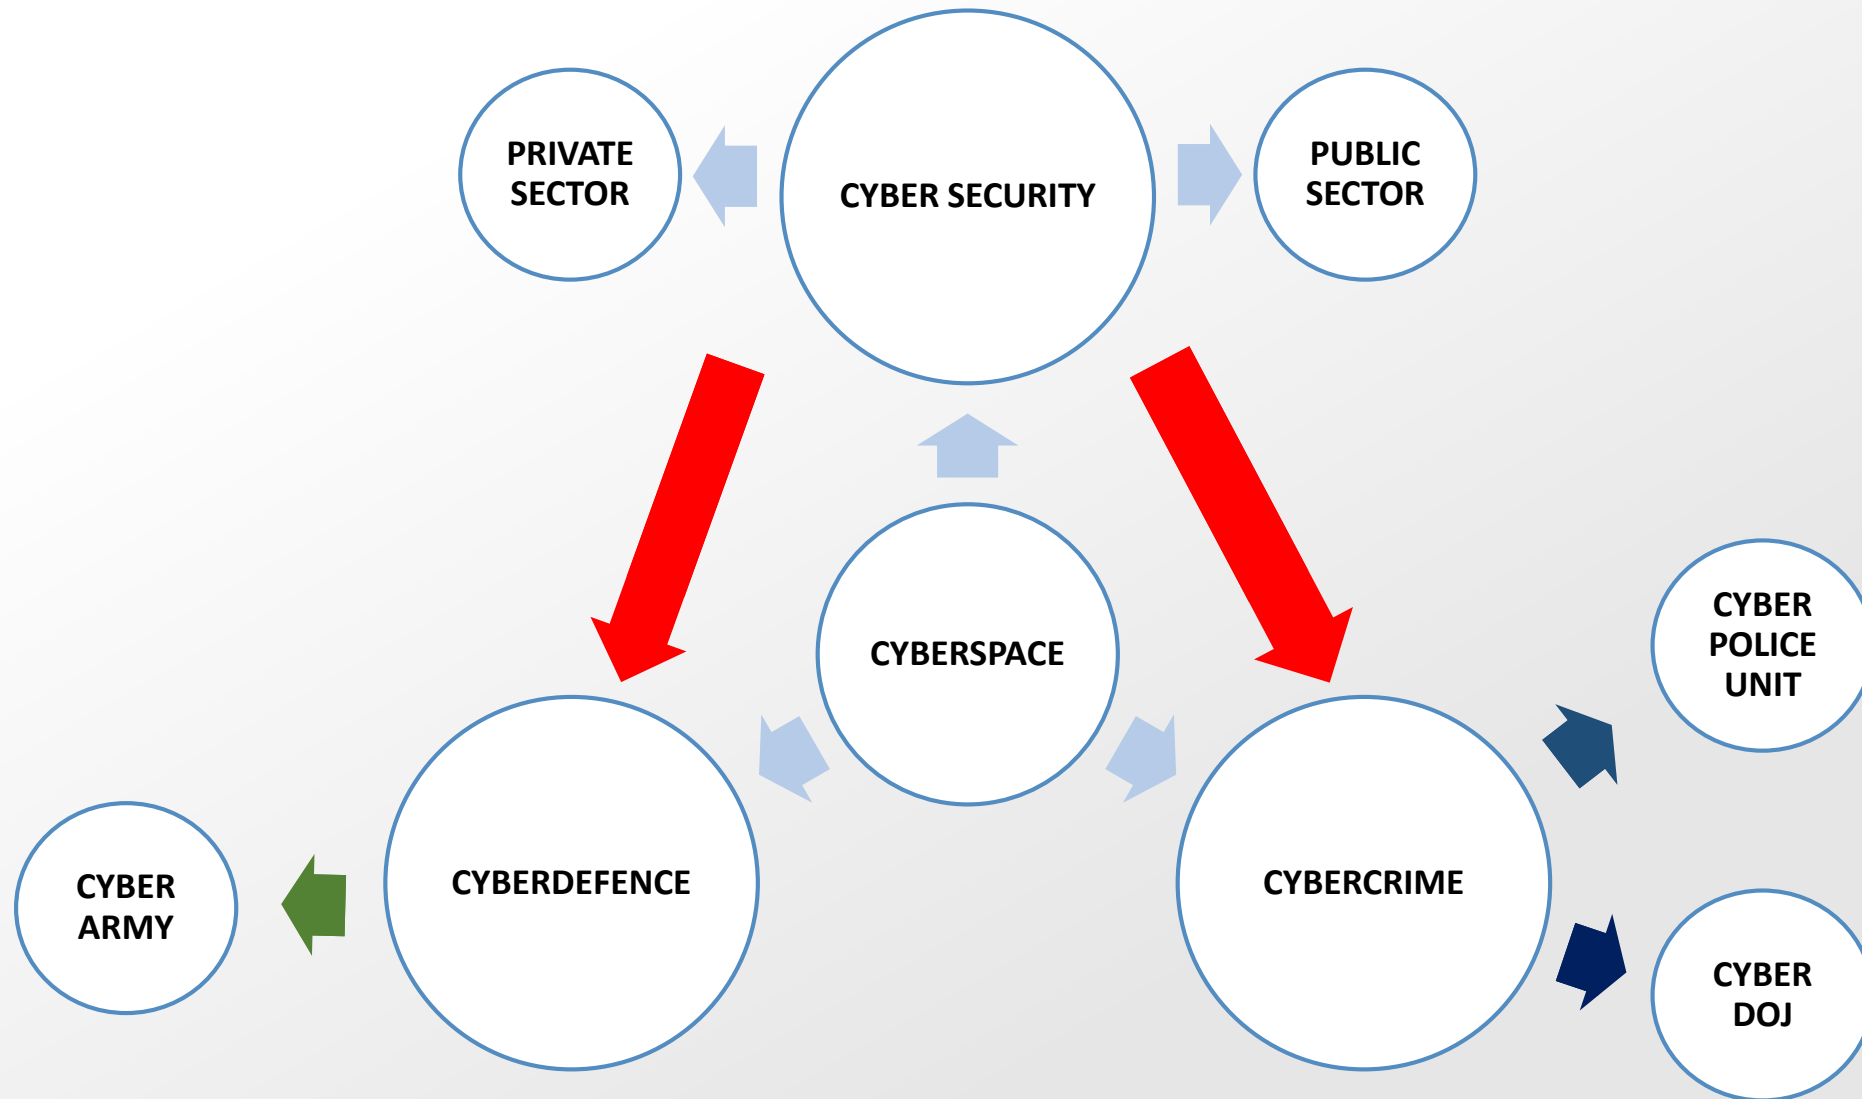 PRIVATE
SECTOR
CYBER SECURITY
PUBLIC
SECTOR
CYBERSPACE
CYBER
POLICE
UNIT
CYBER
ARMY
CYBERDEFENCE
CYBERCRIME
CYBER
DOJ